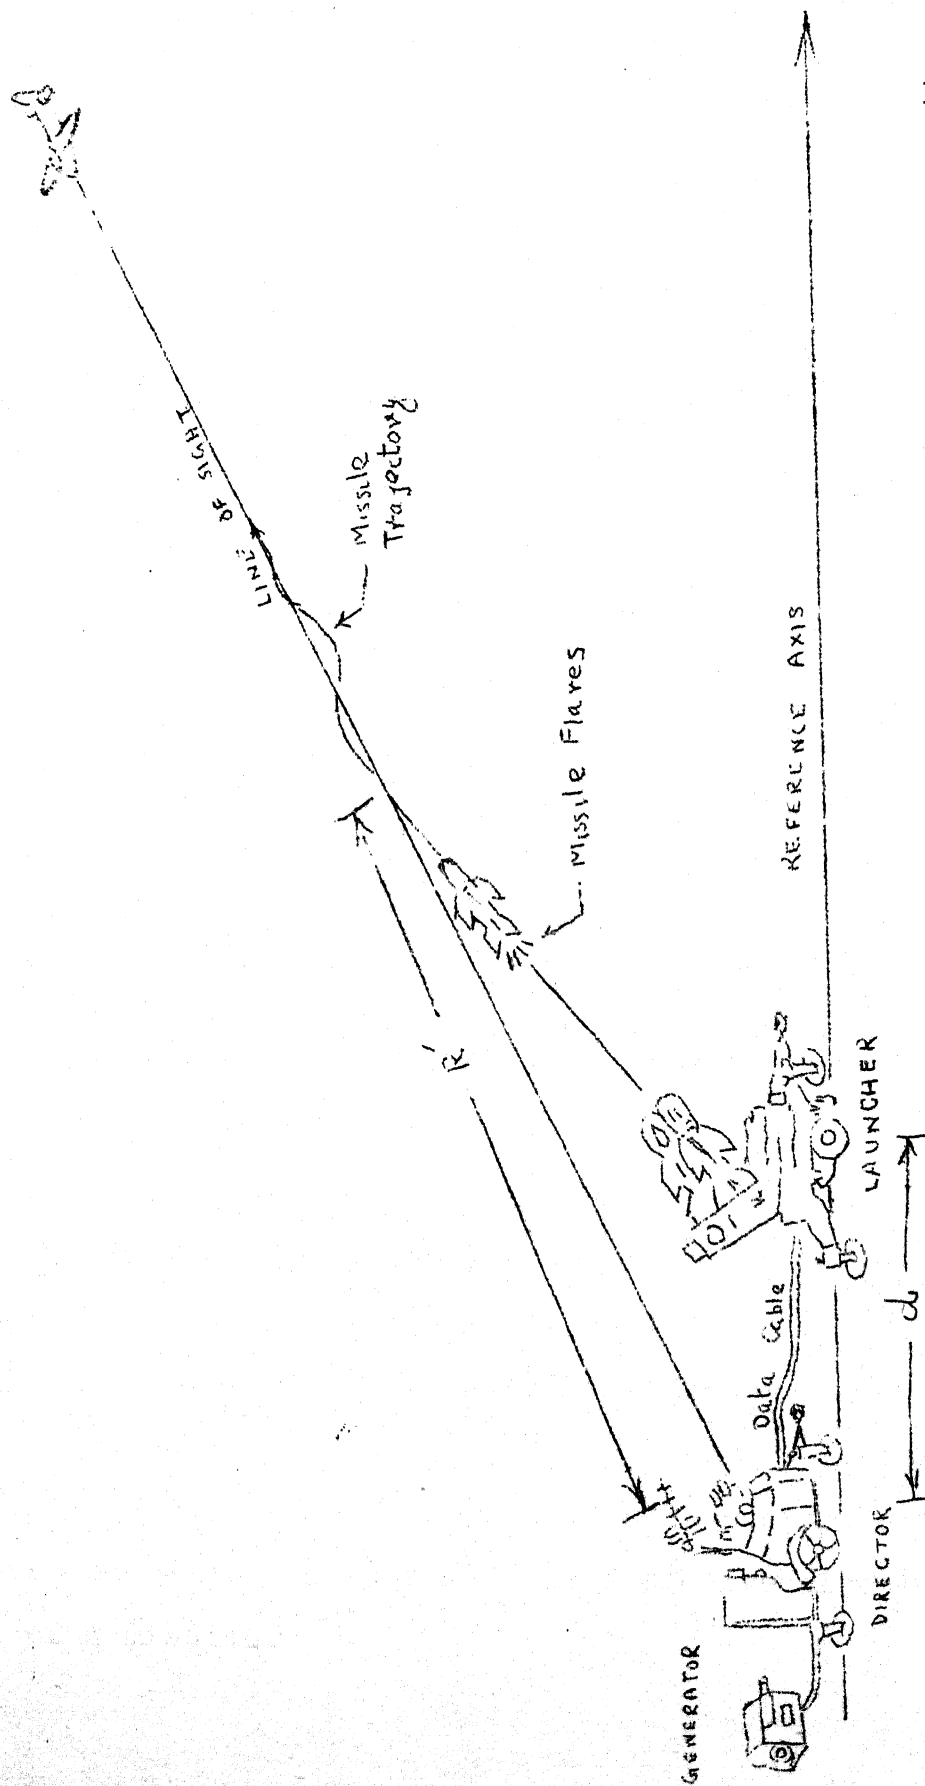 LINE OF SIGHT
Missile
Trajectory
Missile Flares
R'
REFERENCE AXIS
LAUNCHER
Data Cable
d
DIRECTOR
GENERATOR